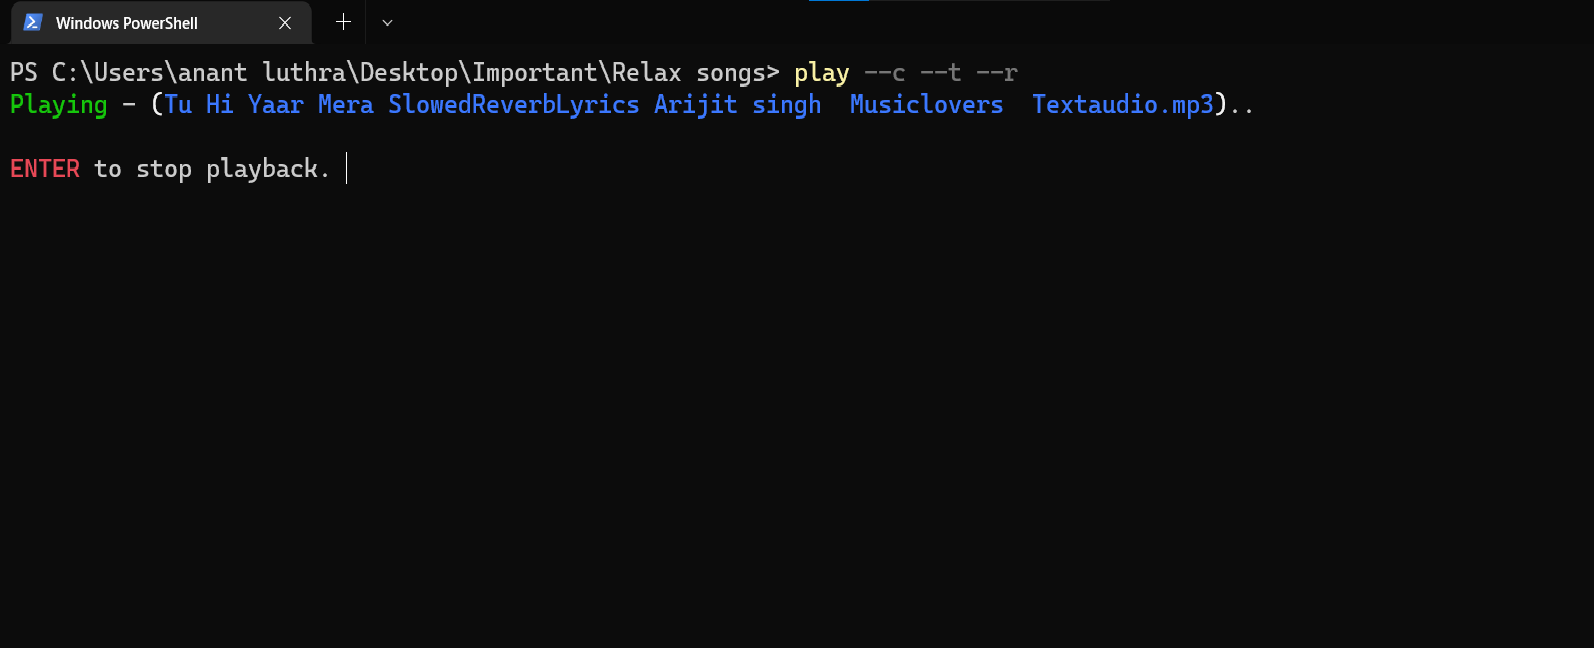 Windows PowerShell
PS C:\Users\anant luthra\Desktop\Important\Relax songs> play --c --t --r
Playing - (Tu Hi Yaar Mera SlowedReverbLyrics Arijit singh  Musiclovers  Textaudio.mp3)..
ENTER to stop playback.